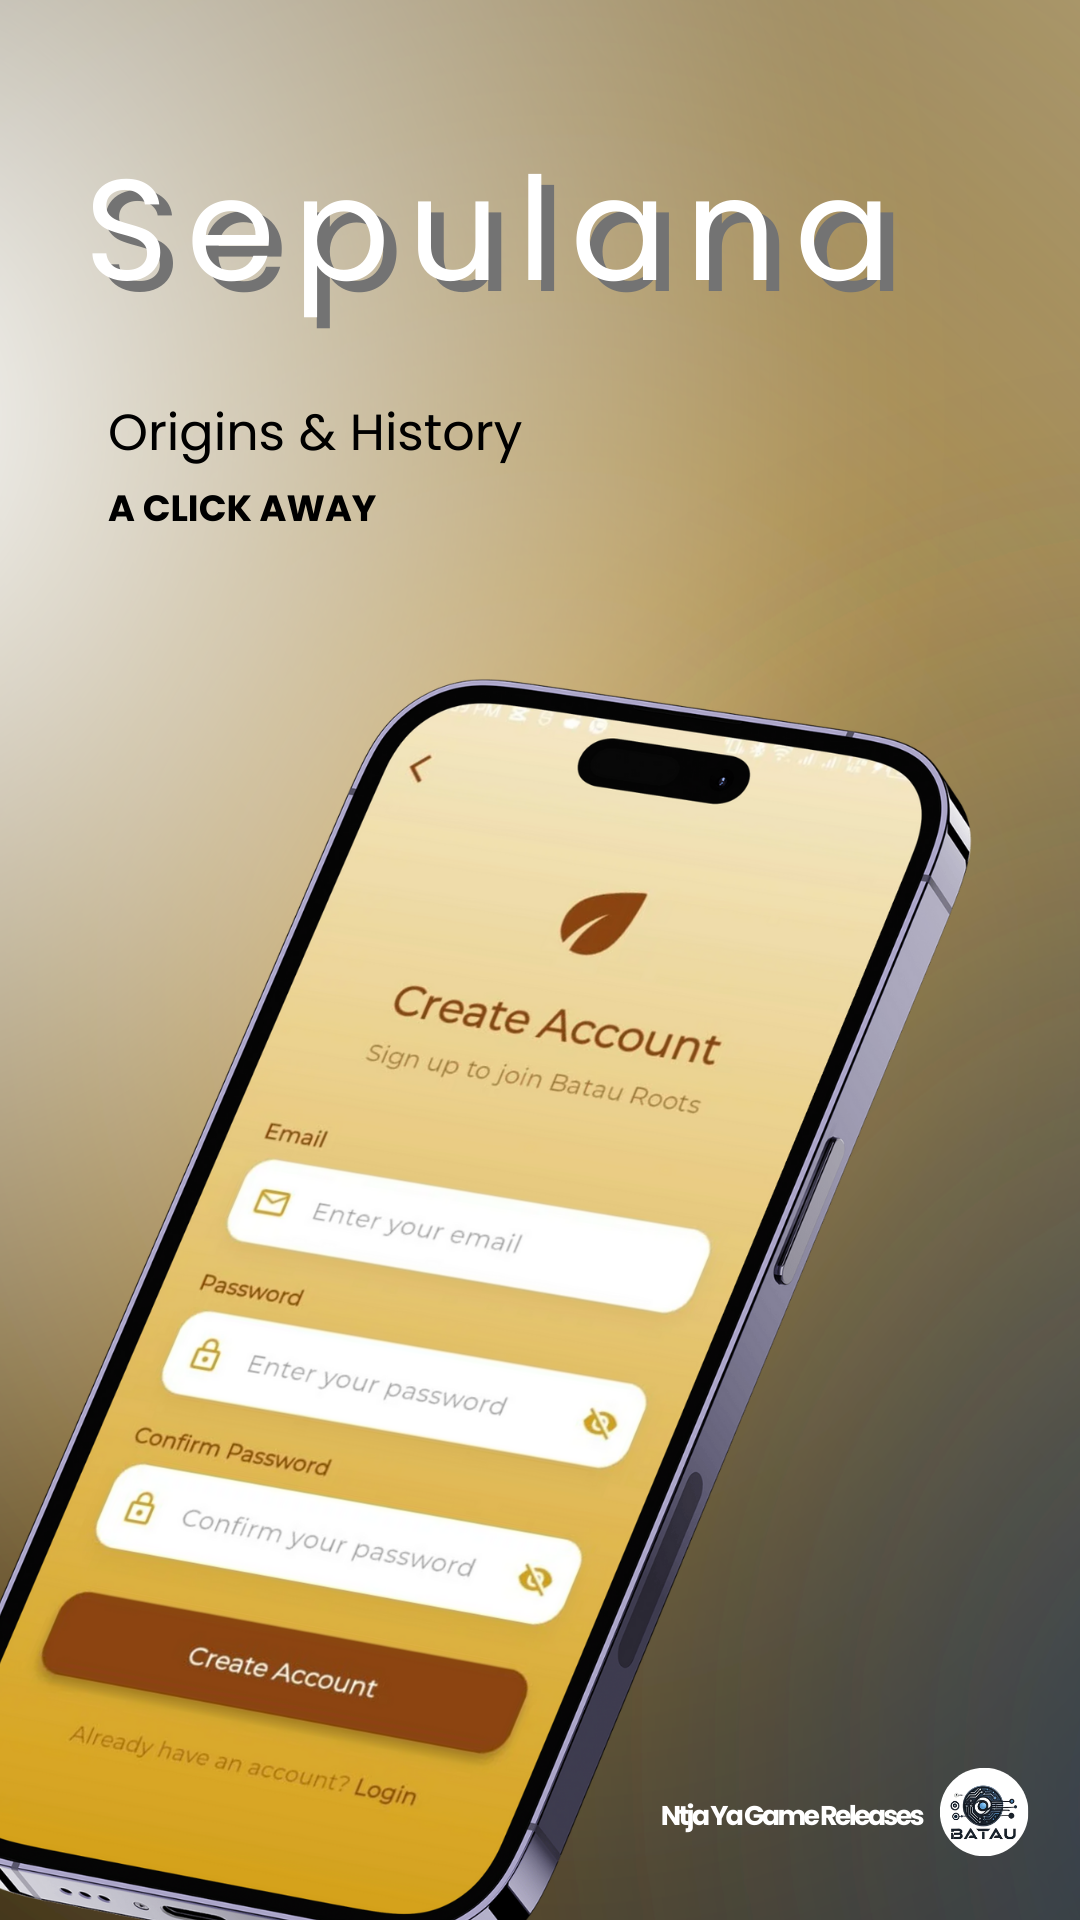 Sepulana
Origins & History
A CLICK AWAY
PM
Create Account
Sign up to join Batau Roots
Email
Enter your email
Password
Enter your password
Confirm Password
Confirm your password
Create Account
Already have an account? Login
Ntja Ya Game Releases
BATAU